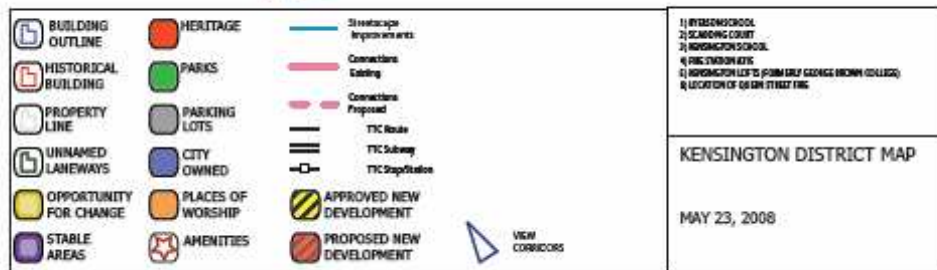 BUILDING
OUTLINE
HISTORICAL
BUILDING
PROPERTY
LINE
UNNAMED
LANEWAYS
OPPORTUNITY
FOR CHANGE
STABLE
AREAS
HERITAGE
PARKS
PARKING
LOTS
CITY
OWNED
PLACES OF
WORSHIP
AMENITIES
Streetscape
Improvements
Connections
Existing
Connections
Proposed
TTC Route
TTC Subway
TTC Stop/Station
APPROVED NEW
DEVELOPMENT
PROPOSED NEW
DEVELOPMENT
VIEW
CORRIDORS
1) RYERSON SCHOOL
2) SCADDING COURT
3) KENSINGTON SCHOOL
4) FIRE STATION
5) KENSINGTON LOFTS (FORMERLY GEORGE BROWN COLLEGE)
6) LOCATION OF QUEEN STREET FIRE
KENSINGTON DISTRICT MAP
MAY 23, 2008